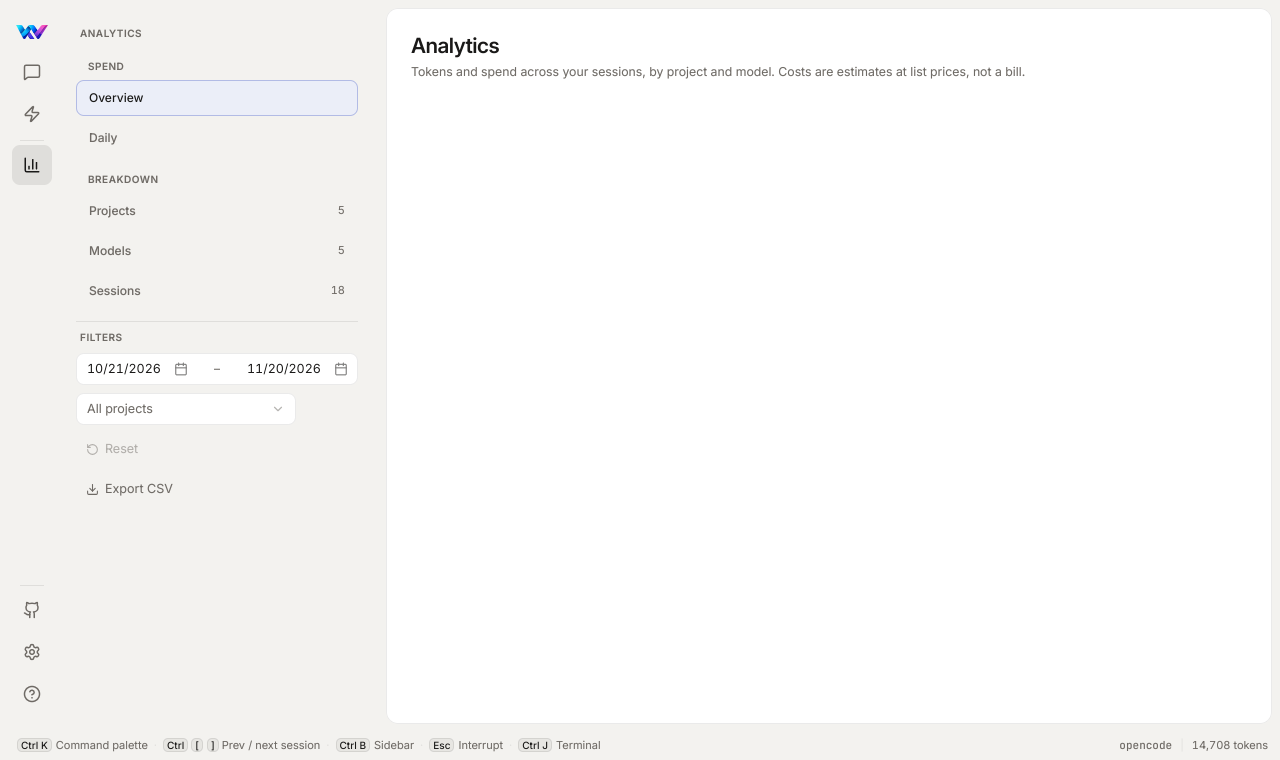 ANALYTICS
SPEND
Overview
Daily
BREAKDOWN
Projects 5
Models 5
Sessions 18
FILTERS
10/21/2026 – 11/20/2026
All projects
Reset
Export CSV
Analytics
Tokens and spend across your sessions, by project and model. Costs are estimates at list prices, not a bill.
Ctrl K Command palette Ctrl [ ] Prev / next session Ctrl B Sidebar Esc Interrupt Ctrl J Terminal
opencode 14,708 tokens